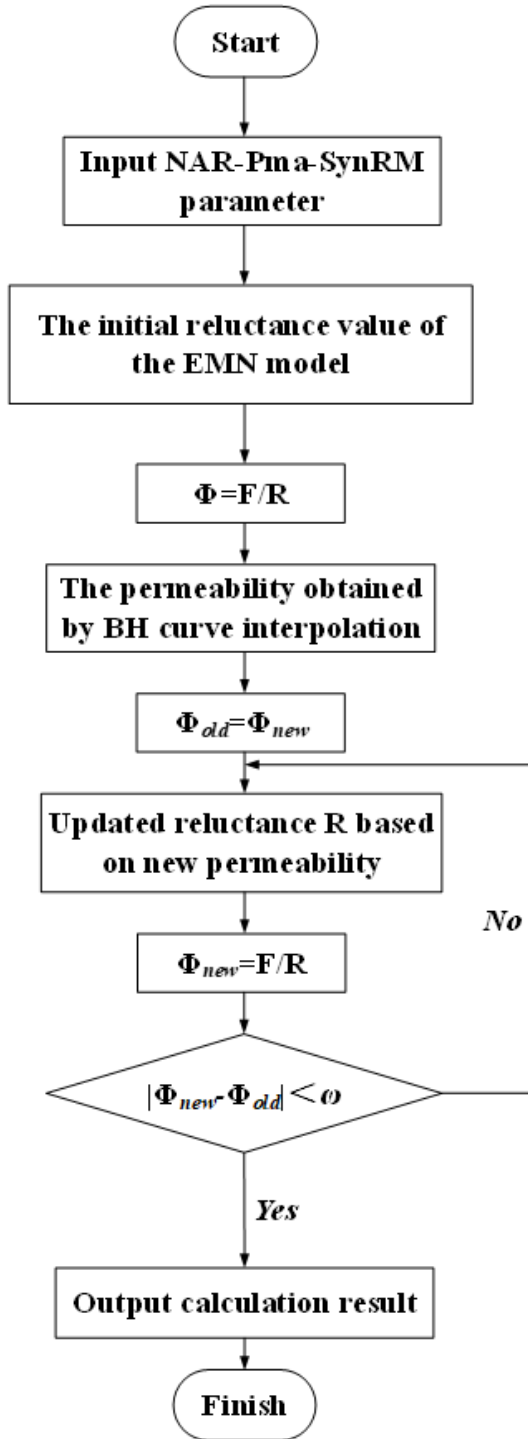 Start
Input NAR-Pma-SynRM
parameter
The initial reluctance value of
the EMN model
Φ=F/R
The permeability obtained
by BH curve interpolation
Φold=Φnew
Updated reluctance R based
on new permeability
No
Φnew=F/R
|Φnew-Φold|<ω
Yes
Output calculation result
Finish